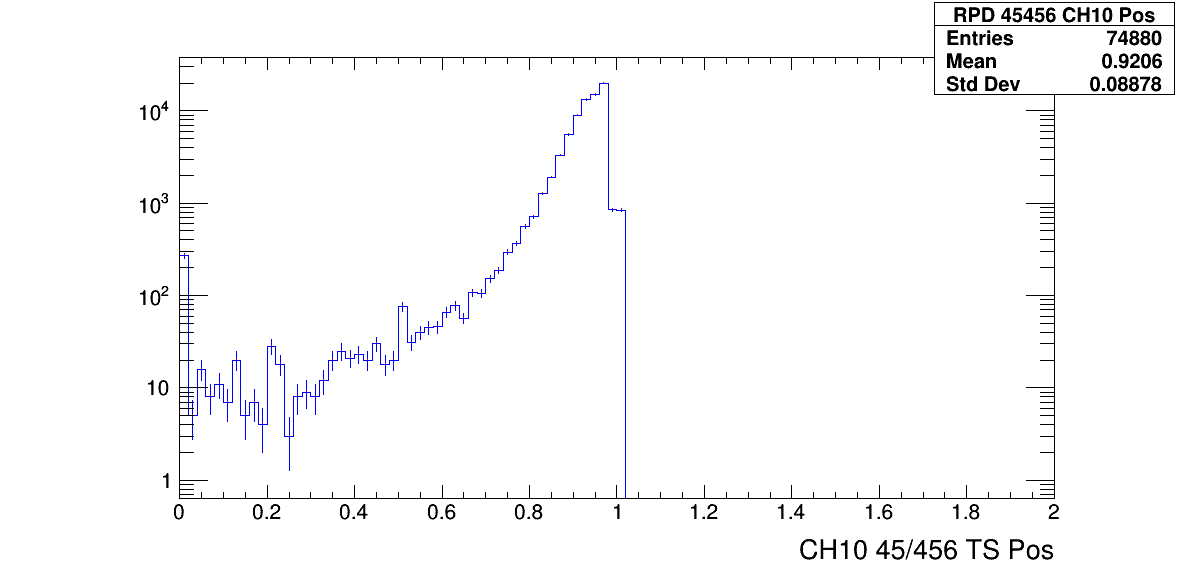 RPD 45456 CH10 Pos
Entries 74880
Mean 0.9206
Std Dev 0.08878
10^4
10^3
10^2
10
1
0 0.2 0.4 0.6 0.8 1 1.2 1.4 1.6 1.8 2
CH10 45/456 TS Pos